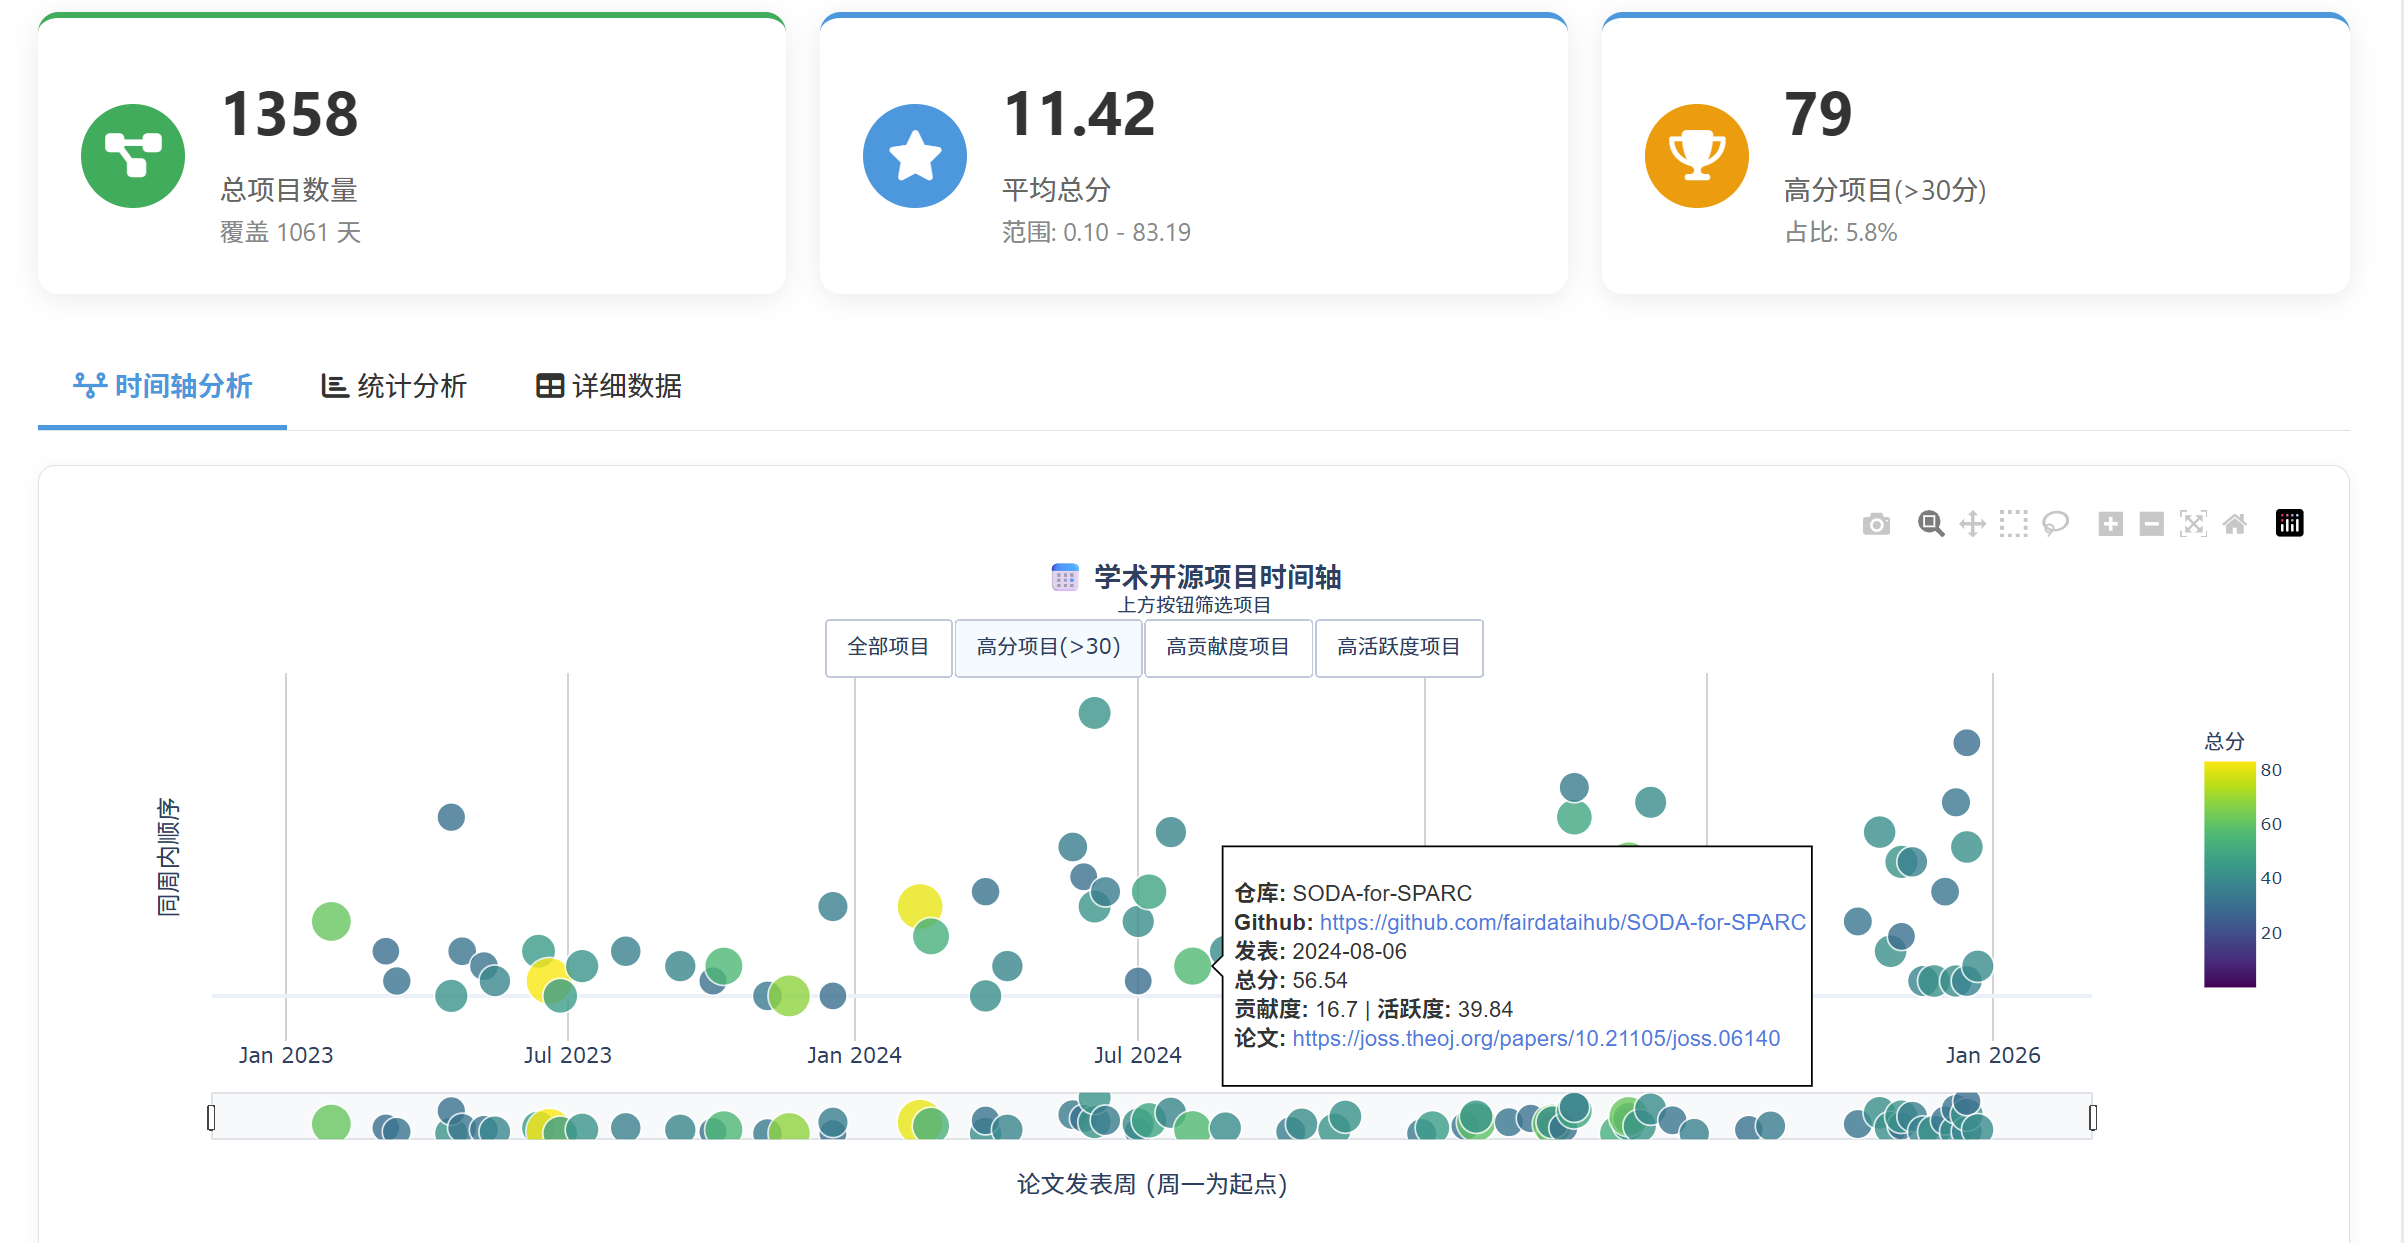 1358
总项目数量
覆盖 1061 天
11.42
平均总分
范围: 0.10 - 83.19
79
高分项目(>30分)
占比: 5.8%
时间轴分析
统计分析
详细数据
学术开源项目时间轴
上方按钮筛选项目
全部项目
高分项目(>30)
高贡献度项目
高活跃度项目
同周内顺序
总分
80
60
40
20
仓库: SODA-for-SPARC
Github: https://github.com/fairdataihub/SODA-for-SPARC
发表: 2024-08-06
总分: 56.54
贡献度: 16.7 | 活跃度: 39.84
论文: https://joss.theoj.org/papers/10.21105/joss.06140
Jan 2023
Jul 2023
Jan 2024
Jul 2024
Jan 2026
论文发表周 (周一为起点)